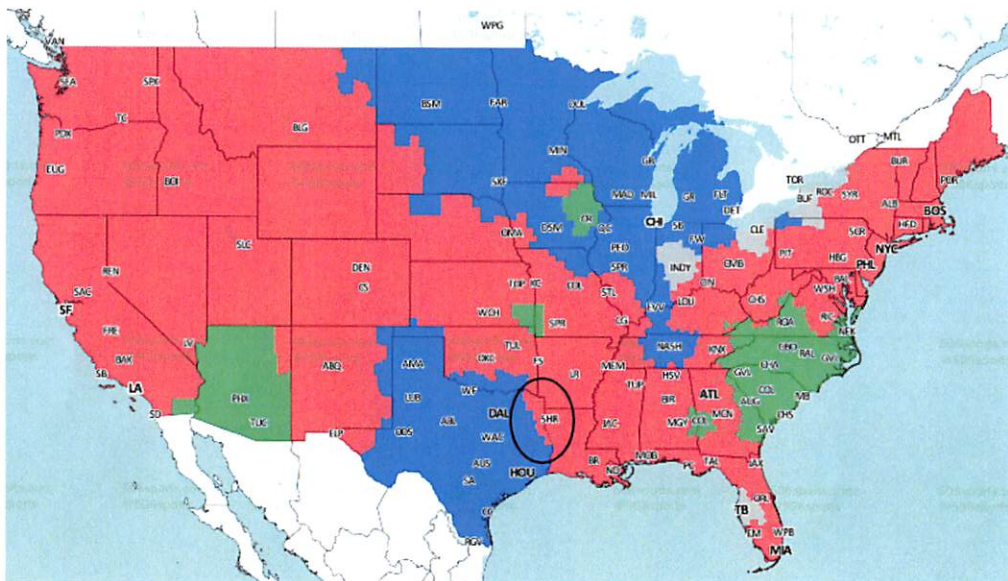 WPG
VAN
SEA
SPK
BSM
FAR
DUL
OTT
MTL
PDX
TC
BLG
MIN
GB
BUR
EUG
BOI
SXF
MAD
MIL
GR
FLT
DET
TOR
BUF
ROC
SYR
ALB
POR
BOS
HFD
OMA
DSM
CR
QC
CHI
SB
FW
CLE
PIT
SCR
NYC
REN
SLC
DEN
CS
PEO
SPR
INDY
CMB
HBG
PHL
BAL
SAC
SF
TOP
KC
COL
STL
EVV
LOU
CIN
CHS
WSH
RIC
FRE
LV
WCH
SPR
CG
NASH
KNX
ROA
NFK
BAK
SB
LA
ABQ
AMA
OKC
TUL
FS
LR
MEM
HSV
GBO
RAL
GVL
CHA
GVL
SD
PHX
TUC
LUB
WF
DAL
SHR
TUP
BIR
ATL
COL
MB
AUG
CHS
ELP
ODS
ABL
WAC
JAC
MGY
COL
MCN
SAV
AUS
SA
HOU
BR
NO
MOB
PC
TAL
JAX
CC
RGV
TB
ORL
FM
WPB
MIA